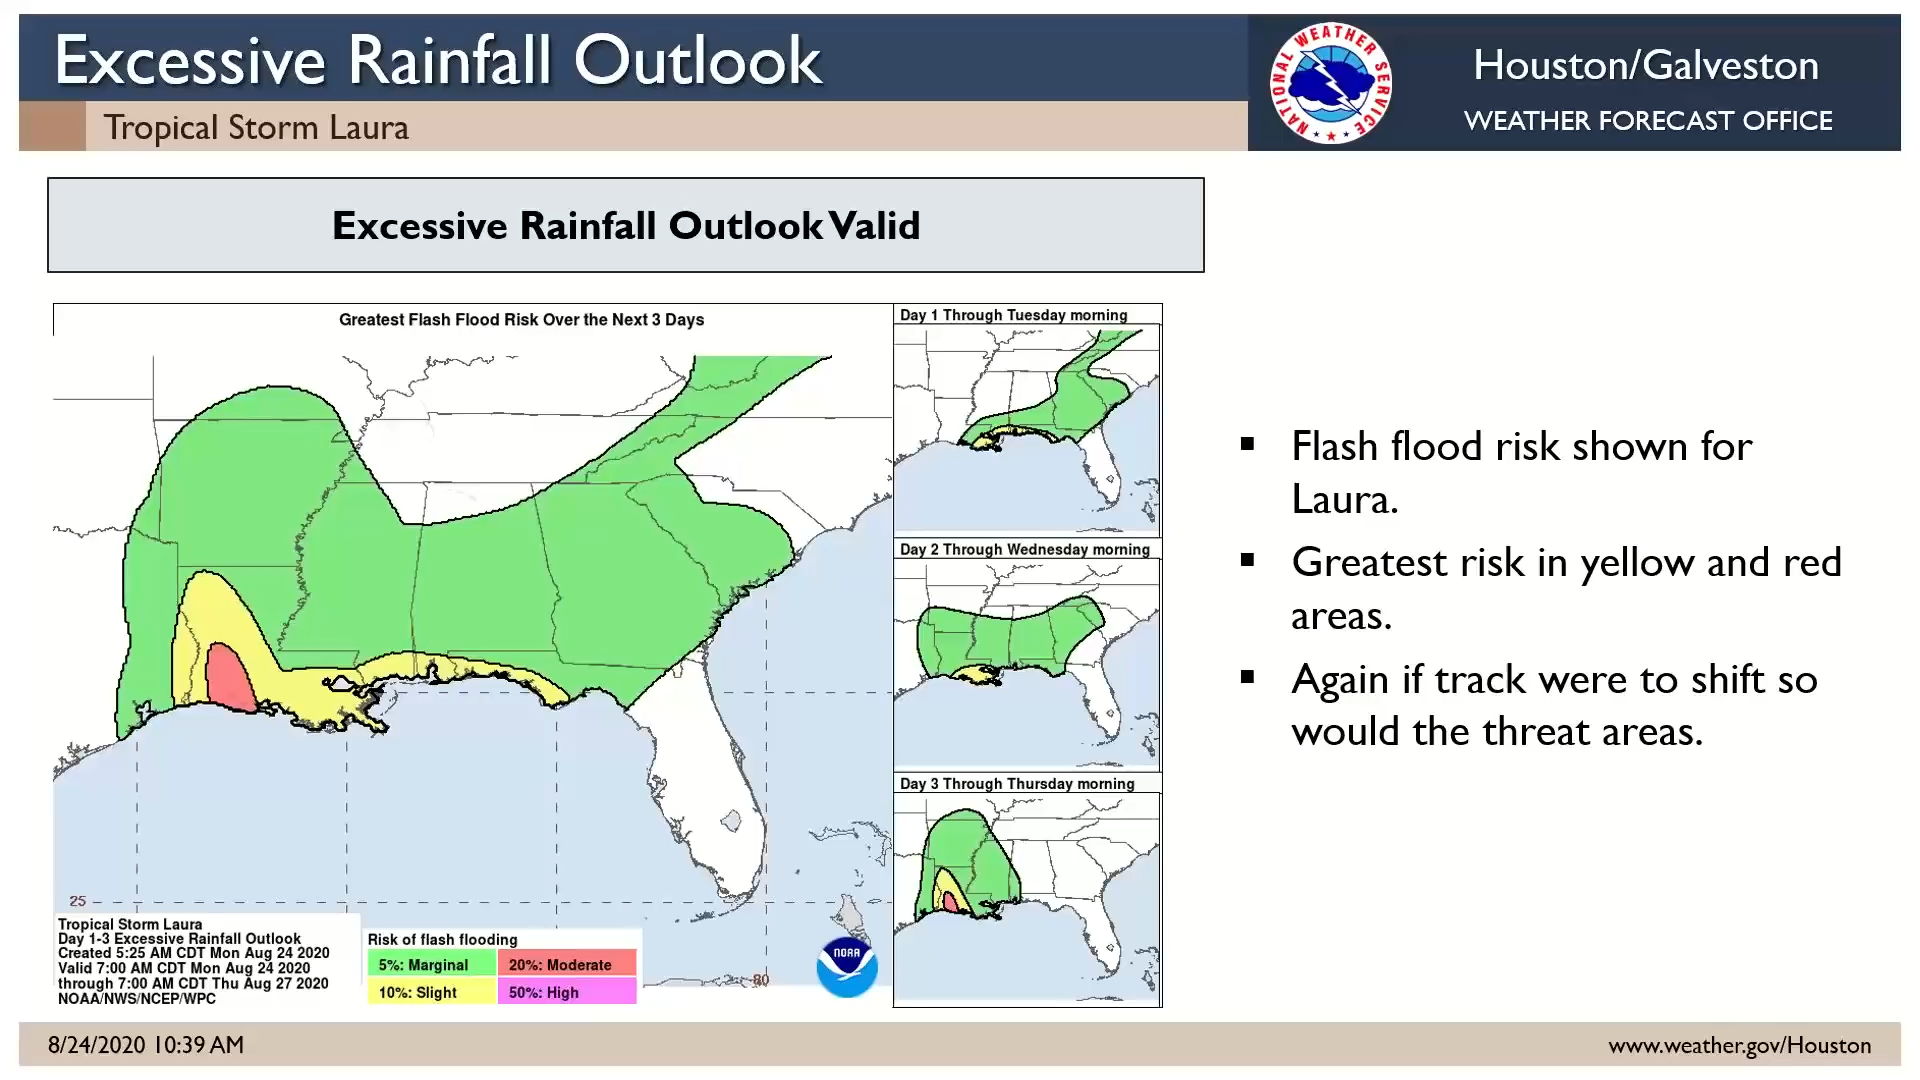 Excessive Rainfall Outlook
Tropical Storm Laura
NATIONAL WEATHER SERVICE
Houston/Galveston
WEATHER FORECAST OFFICE
Excessive Rainfall Outlook Valid
Greatest Flash Flood Risk Over the Next 3 Days
Day 1 Through Tuesday morning
Day 2 Through Wednesday morning
Day 3 Through Thursday morning
25
80
Tropical Storm Laura
Day 1-3 Excessive Rainfall Outlook
Created 5:25 AM CDT Mon Aug 24 2020
Valid 7:00 AM CDT Mon Aug 24 2020
through 7:00 AM CDT Thu Aug 27 2020
NOAA/NWS/NCEP/WPC
Risk of flash flooding
5%: Marginal
20%: Moderate
10%: Slight
50%: High
NOAA
▪ Flash flood risk shown for
Laura.
▪ Greatest risk in yellow and red
areas.
▪ Again if track were to shift so
would the threat areas.
8/24/2020 10:39 AM
www.weather.gov/Houston